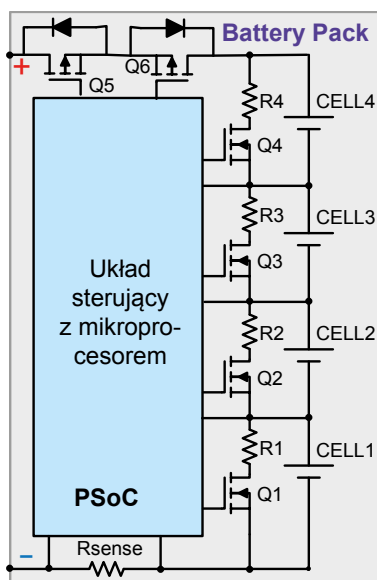 Battery Pack
+
Q5
Q6
R4
CELL4
Q4
R3
CELL3
Q3
Układ
sterujący
z mikropro-
cesorem
R2
CELL2
Q2
R1
CELL1
PSoC
Q1
–
Rsense